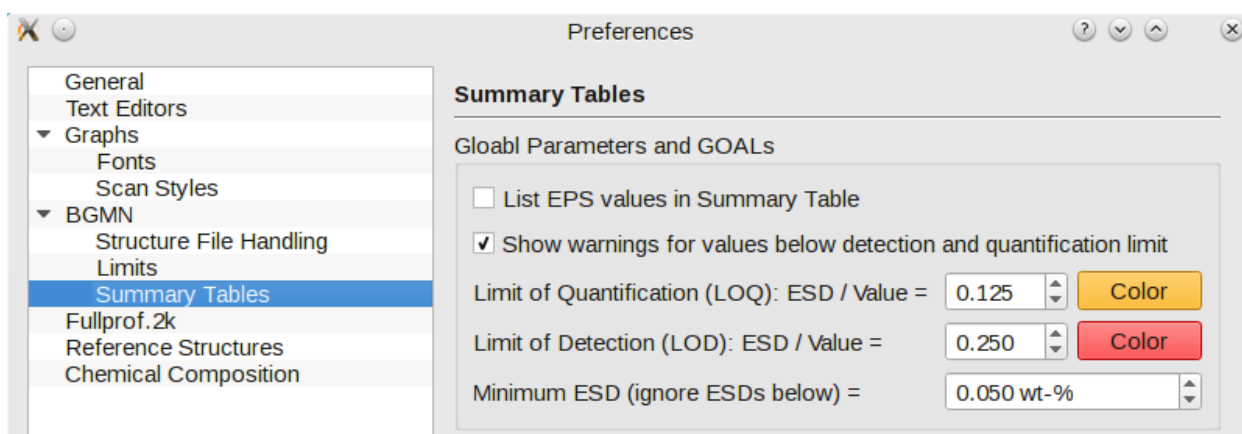 Preferences
General
Text Editors
Graphs
Fonts
Scan Styles
BGMN
Structure File Handling
Limits
Summary Tables
Fullprof.2k
Reference Structures
Chemical Composition
Summary Tables
Gloabl Parameters and GOALs
List EPS values in Summary Table
Show warnings for values below detection and quantification limit
Limit of Quantification (LOQ): ESD / Value = 0.125 Color
Limit of Detection (LOD): ESD / Value = 0.250 Color
Minimum ESD (ignore ESDs below) = 0.050 wt-%